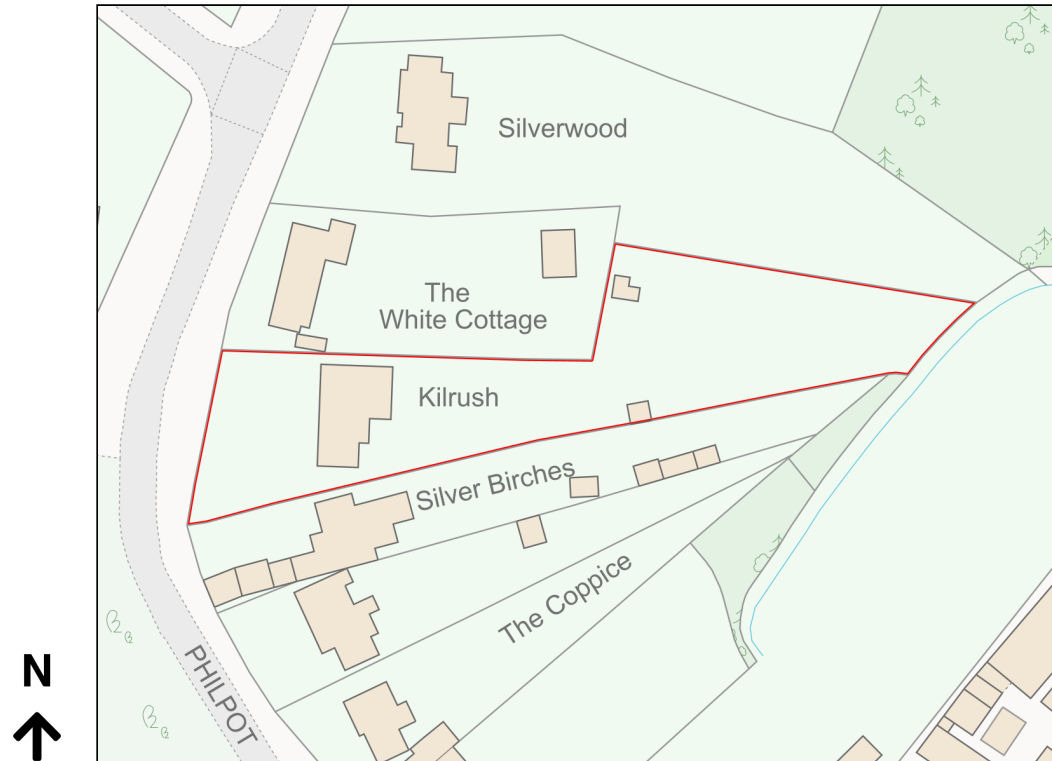 Silverwood
The
White Cottage
Kilrush
Silver Birches
The Coppice
PHILPOT
N